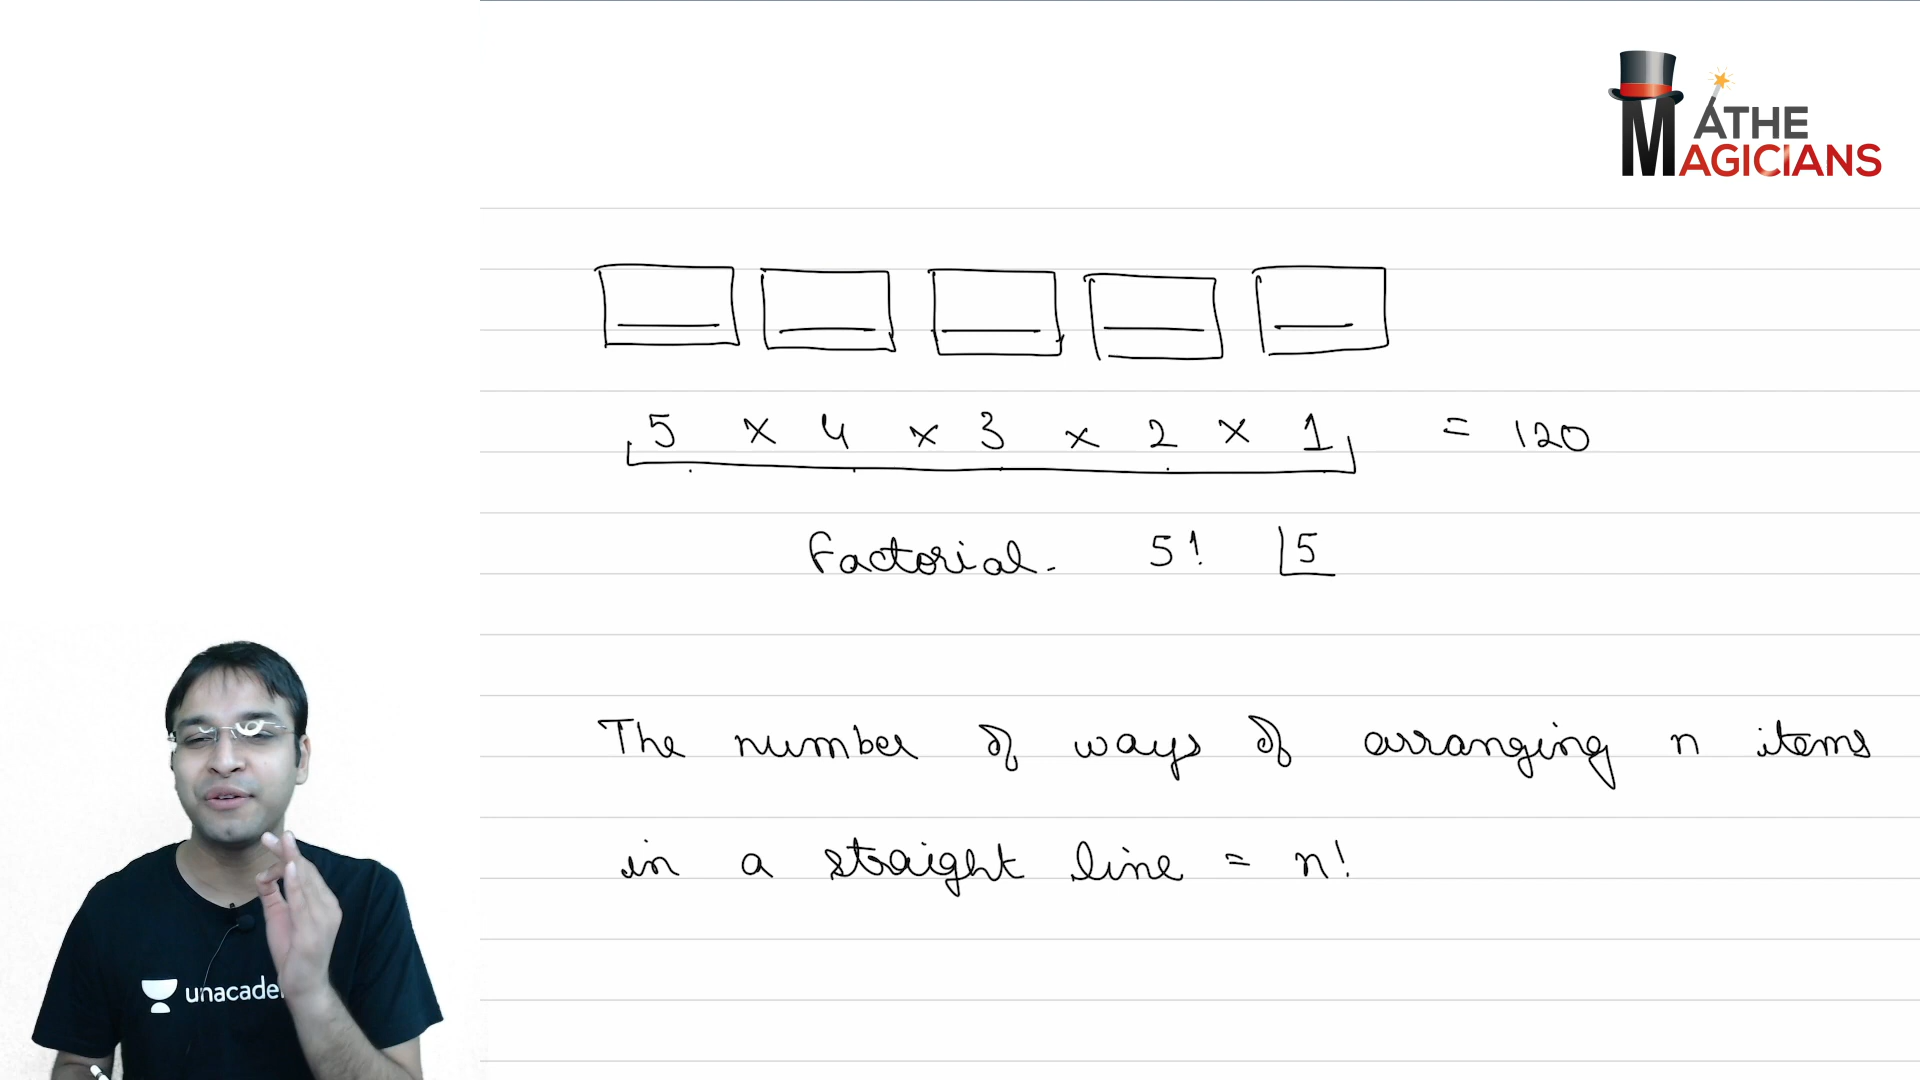 MATHE
MAGICIANS
5 x 4 x 3 x 2 x 1 = 120
Factorial. 5! |5
The number of ways of arranging n items
in a straight line = n!
unacade